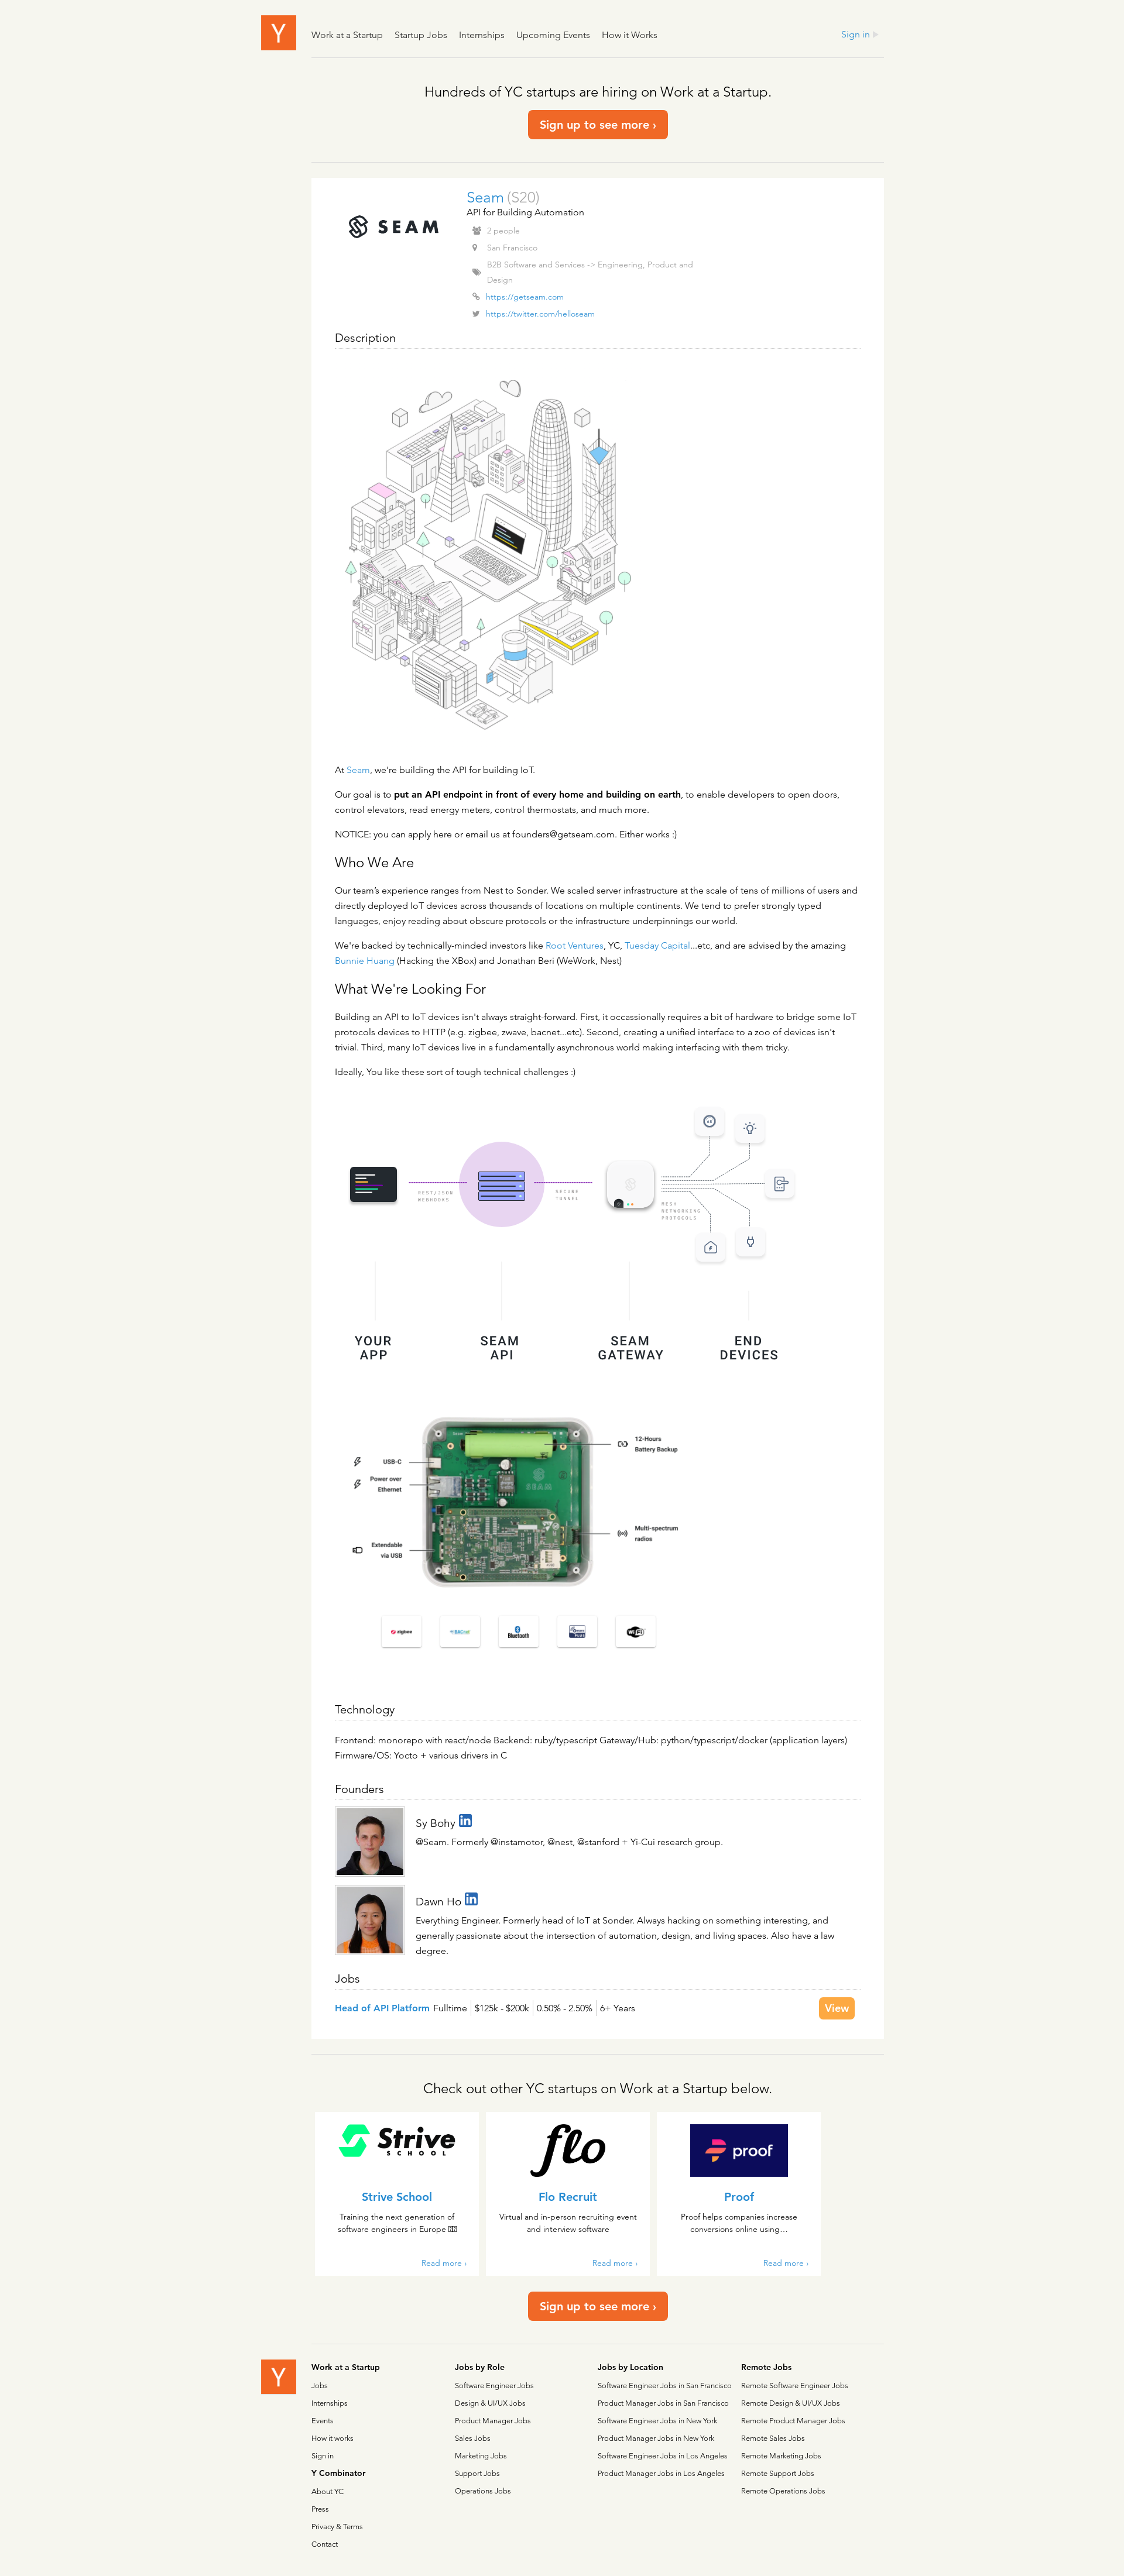 Work at a Startup Startup Jobs Internships Upcoming Events How it Works Sign in
Hundreds of YC startups are hiring on Work at a Startup.
Sign up to see more ›
SEAM
Seam (S20)
API for Building Automation
2 people
San Francisco
B2B Software and Services -> Engineering, Product and
Design
https://getseam.com
https://twitter.com/helloseam
Description
At Seam, we're building the API for building IoT.
Our goal is to put an API endpoint in front of every home and building on earth, to enable developers to open doors,
control elevators, read energy meters, control thermostats, and much more.
NOTICE: you can apply here or email us at founders@getseam.com. Either works :)
Who We Are
Our team's experience ranges from Nest to Sonder. We scaled server infrastructure at the scale of tens of millions of users and
directly deployed IoT devices across thousands of locations on multiple continents. We tend to prefer strongly typed
languages, enjoy reading about obscure protocols or the infrastructure underpinnings our world.
We're backed by technically-minded investors like Root Ventures, YC, Tuesday Capital...etc, and are advised by the amazing
Bunnie Huang (Hacking the XBox) and Jonathan Beri (WeWork, Nest)
What We're Looking For
Building an API to IoT devices isn't always straight-forward. First, it occassionally requires a bit of hardware to bridge some IoT
protocols devices to HTTP (e.g. zigbee, zwave, bacnet...etc). Second, creating a unified interface to a zoo of devices isn't
trivial. Third, many IoT devices live in a fundamentally asynchronous world making interfacing with them tricky.
Ideally, You like these sort of tough technical challenges :)
REST/JSON
WEBHOOKS
SECURE
TUNNEL
MESH
NETWORKING
PROTOCOLS
YOUR
APP
SEAM
API
SEAM
GATEWAY
END
DEVICES
USB-C
Power over
Ethernet
Extendable
via USB
12-Hours
Battery Backup
Multi-spectrum
radios
SEAM
zigbee BACnet Bluetooth WiFi
Technology
Frontend: monorepo with react/node Backend: ruby/typescript Gateway/Hub: python/typescript/docker (application layers)
Firmware/OS: Yocto + various drivers in C
Founders
Sy Bohy in
@Seam. Formerly @instamotor, @nest, @stanford + Yi-Cui research group.
Dawn Ho in
Everything Engineer. Formerly head of IoT at Sonder. Always hacking on something interesting, and
generally passionate about the intersection of automation, design, and living spaces. Also have a law
degree.
Jobs
Head of API Platform Fulltime $125k - $200k 0.50% - 2.50% 6+ Years View
Check out other YC startups on Work at a Startup below.
Strive
SCHOOL
Strive School
Training the next generation of
software engineers in Europe
Read more ›
flo
Flo Recruit
Virtual and in-person recruiting event
and interview software
Read more ›
proof
Proof
Proof helps companies increase
conversions online using…
Read more ›
Sign up to see more ›
Y
Work at a Startup
Jobs
Internships
Events
How it works
Sign in
Y Combinator
About YC
Press
Privacy & Terms
Contact
Jobs by Role
Software Engineer Jobs
Design & UI/UX Jobs
Product Manager Jobs
Sales Jobs
Marketing Jobs
Support Jobs
Operations Jobs
Jobs by Location
Software Engineer Jobs in San Francisco
Product Manager Jobs in San Francisco
Software Engineer Jobs in New York
Product Manager Jobs in New York
Software Engineer Jobs in Los Angeles
Product Manager Jobs in Los Angeles
Remote Jobs
Remote Software Engineer Jobs
Remote Design & UI/UX Jobs
Remote Product Manager Jobs
Remote Sales Jobs
Remote Marketing Jobs
Remote Support Jobs
Remote Operations Jobs